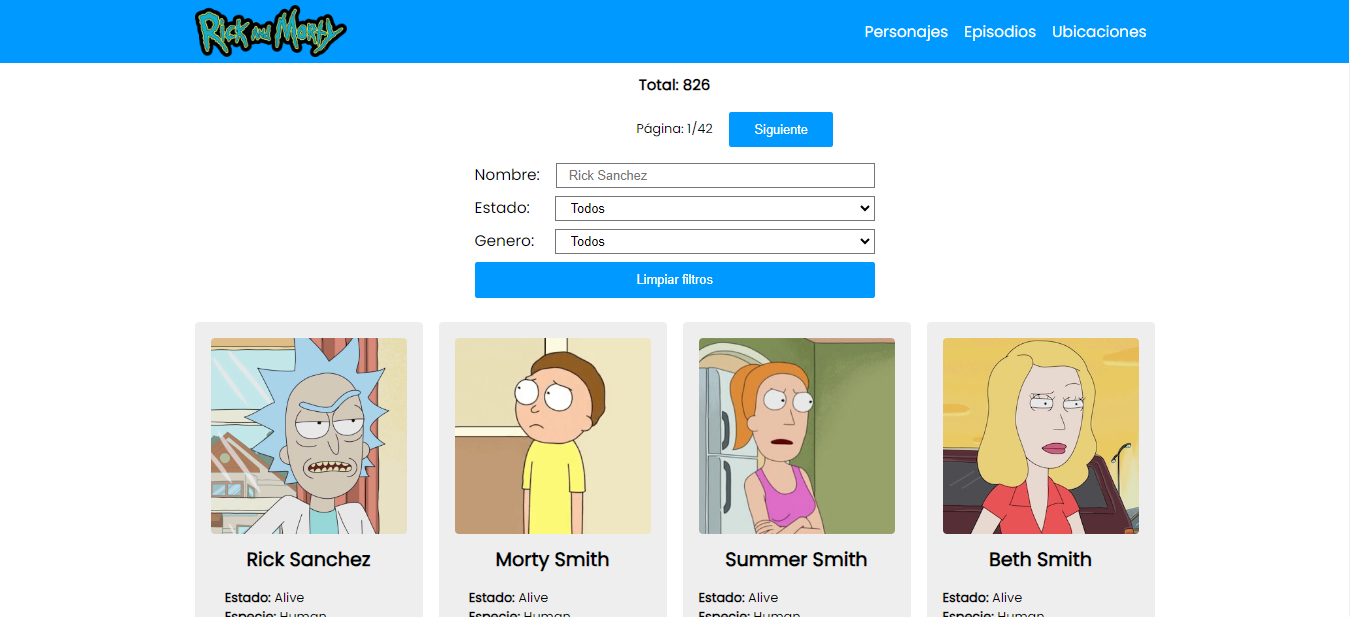 Rick and Morty
Personajes Episodios Ubicaciones
Total: 826
Página: 1/42 Siguiente
Nombre: Rick Sanchez
Estado: Todos
Genero: Todos
Limpiar filtros
Rick Sanchez Morty Smith Summer Smith Beth Smith
Estado: Alive Estado: Alive Estado: Alive Estado: Alive
Especie: Human Especie: Human Especie: Human Especie: Human